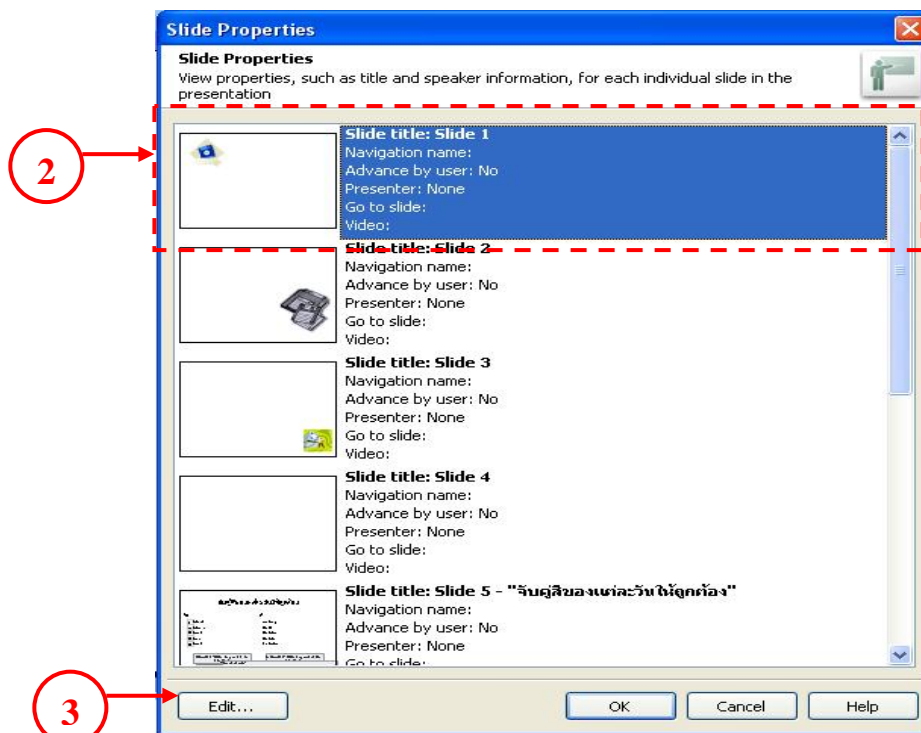 Slide Properties
Slide Properties
View properties, such as title and speaker information, for each individual slide in the
presentation
2
Slide title: Slide 1
Navigation name:
Advance by user: No
Presenter: None
Go to slide:
Video:
Slide title: Slide 2
Navigation name:
Advance by user: No
Presenter: None
Go to slide:
Video:
Slide title: Slide 3
Navigation name:
Advance by user: No
Presenter: None
Go to slide:
Video:
Slide title: Slide 4
Navigation name:
Advance by user: No
Presenter: None
Go to slide:
Video:
Slide title: Slide 5 - "จับคู่สีของแต่ละวันให้ถูกต้อง"
Navigation name:
Advance by user: No
Presenter: None
Go to slide:
3
Edit...
OK
Cancel
Help